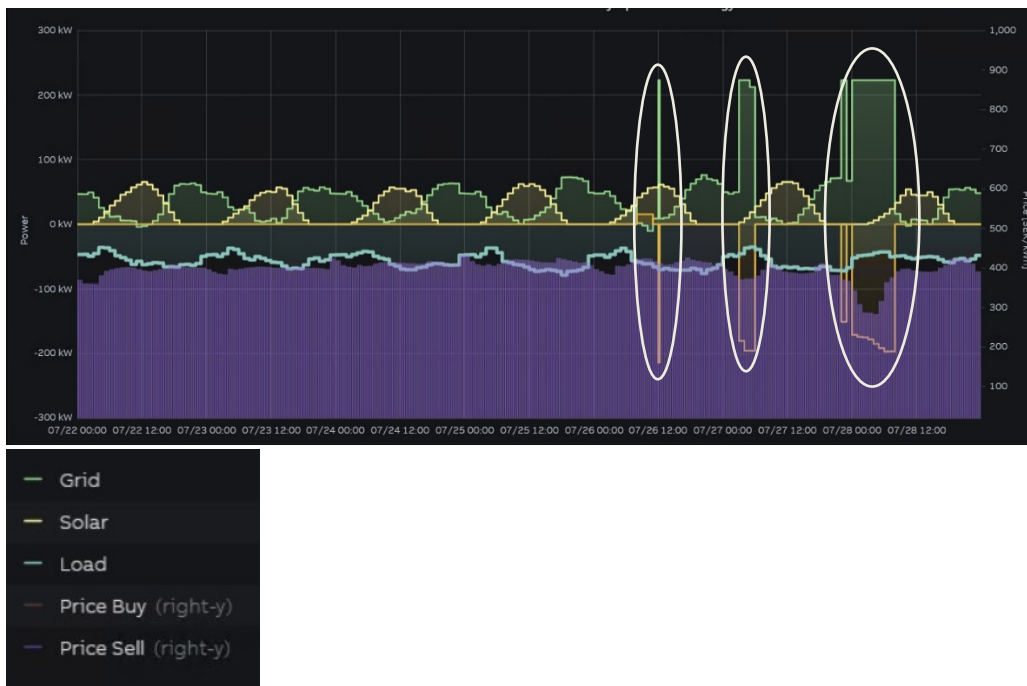 300 kW
200 kW
100 kW
0 kW
-100 kW
-200 kW
-300 kW
Power
1,000
900
800
700
600
500
400
300
200
100
07/22 00:00 07/22 12:00 07/23 00:00 07/23 12:00 07/24 00:00 07/24 12:00 07/25 00:00 07/25 12:00 07/26 00:00 07/26 12:00 07/27 00:00 07/27 12:00 07/28 00:00 07/28 12:00
Grid
Solar
Load
Price Buy (right-y)
Price Sell (right-y)